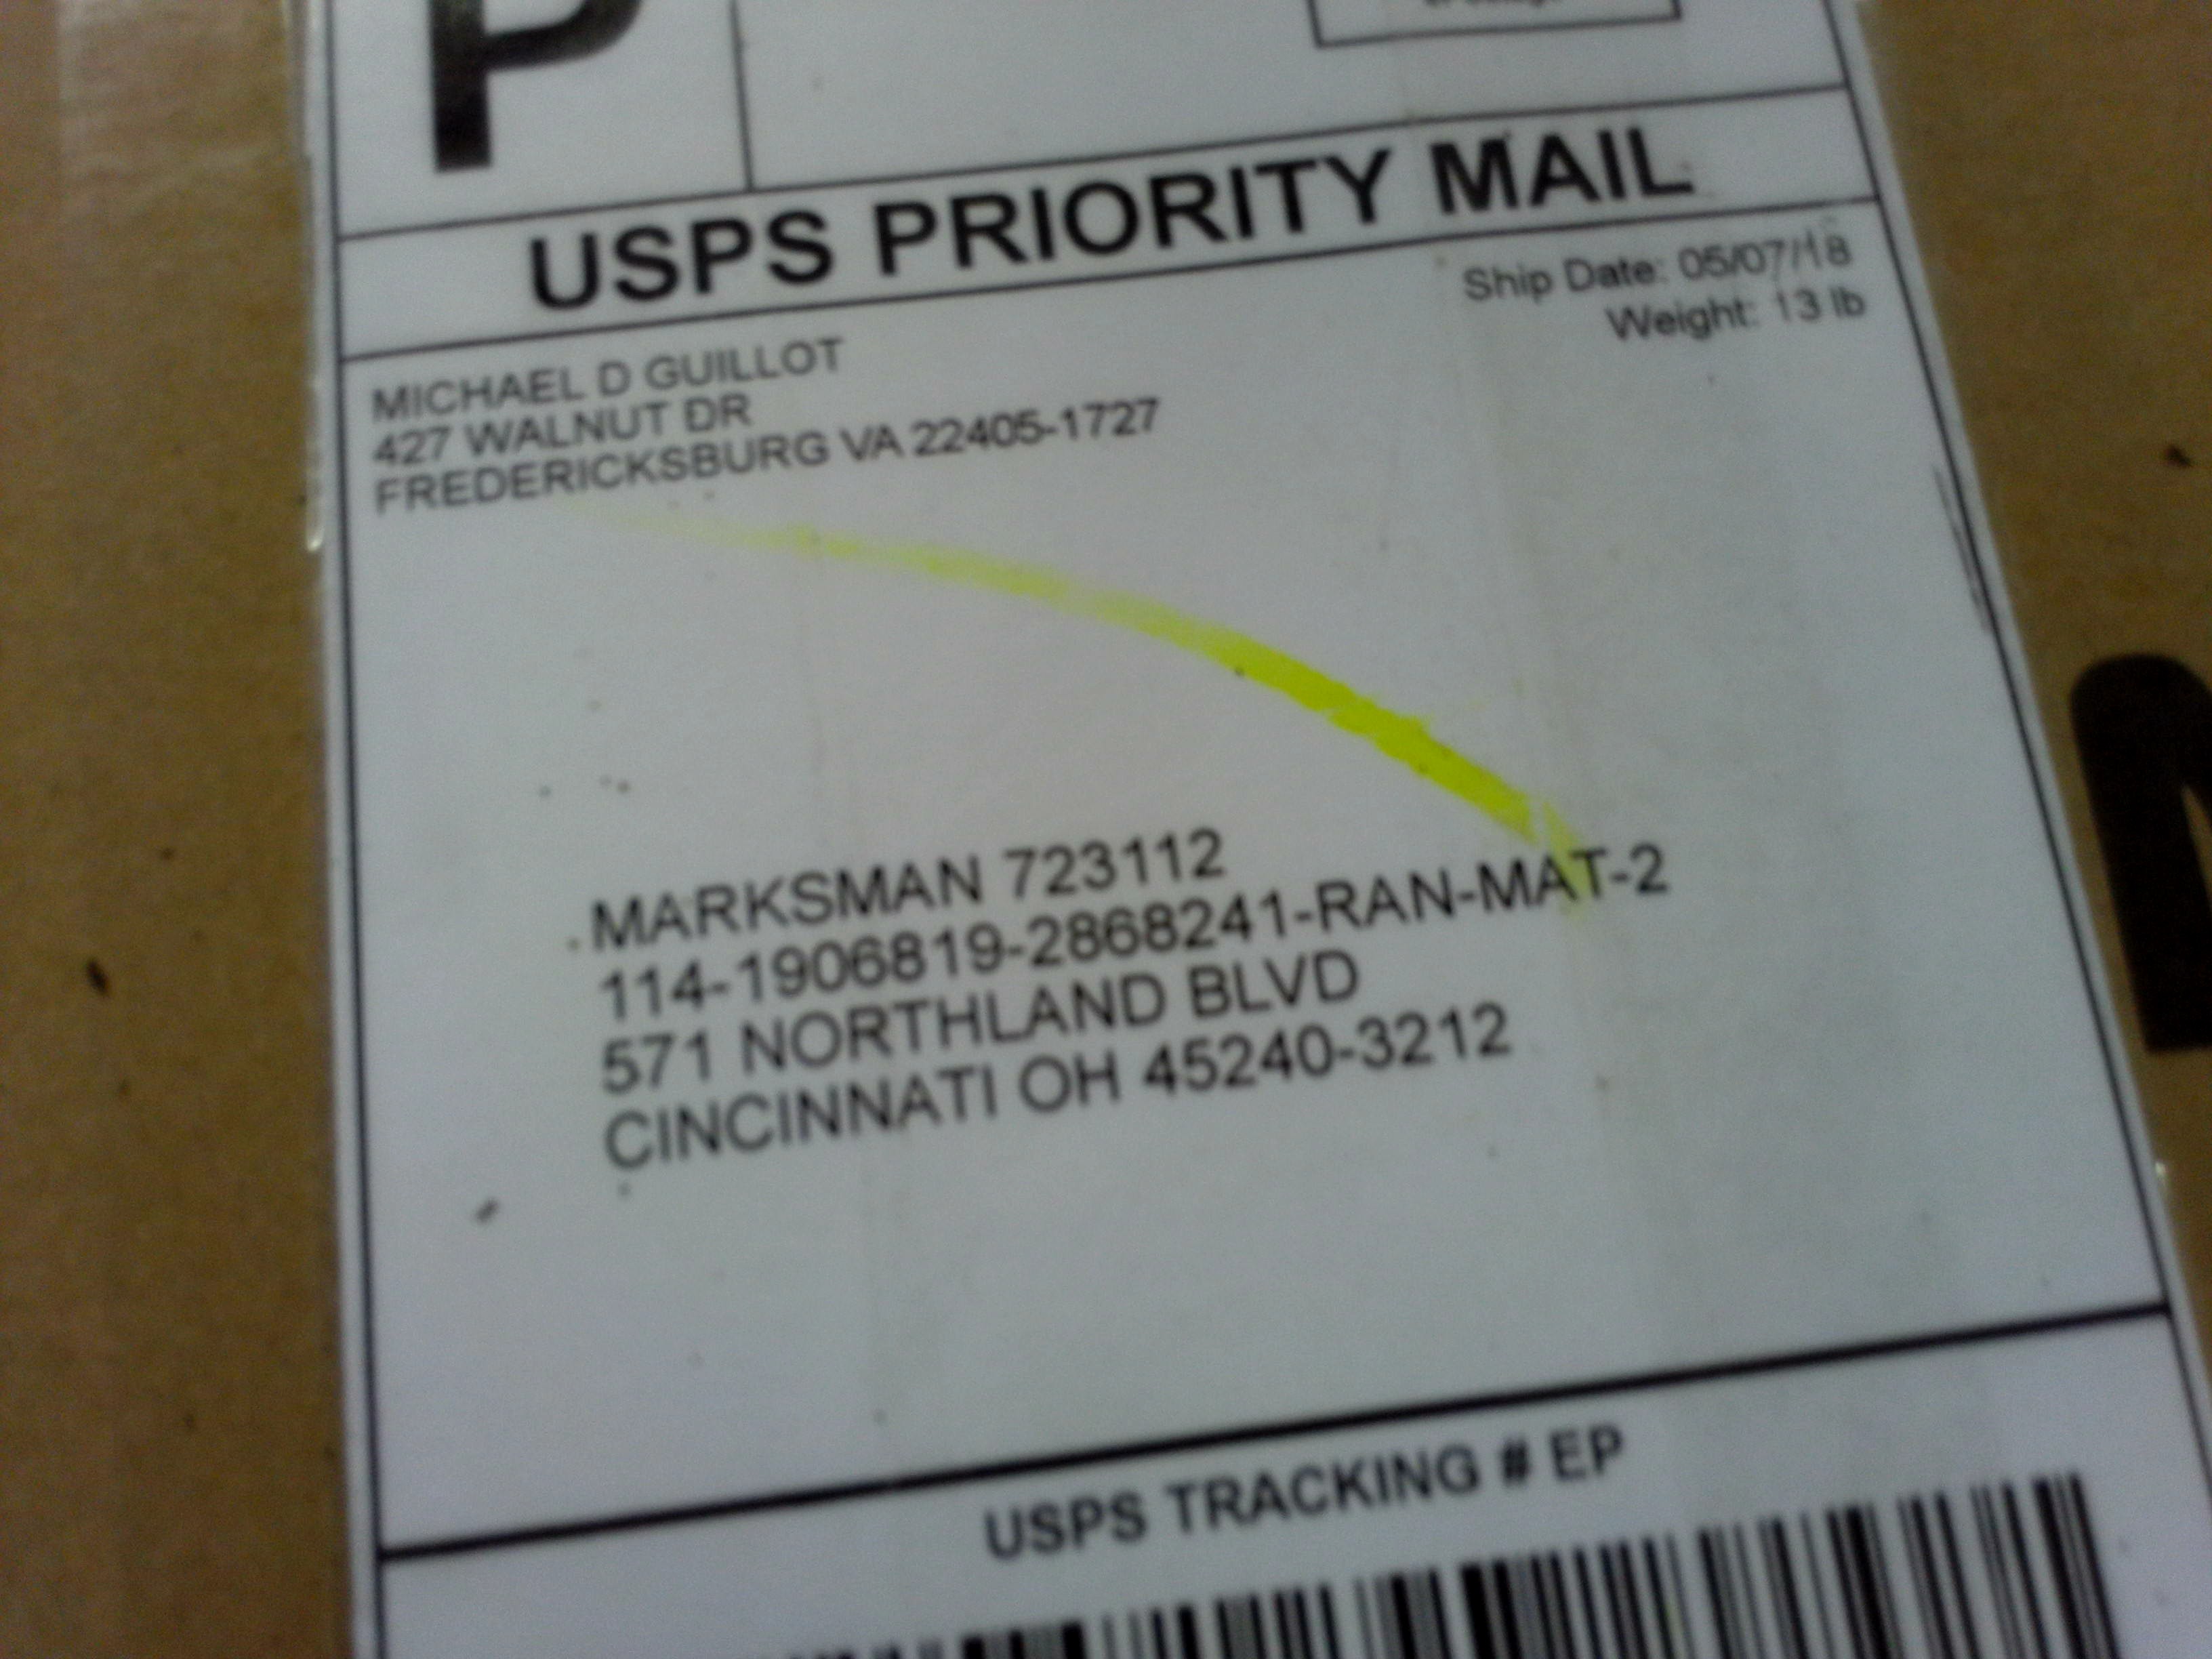 P
USPS PRIORITY MAIL
Ship Date: 05/07/18
Weight: 13 lb
MICHAEL D GUILLOT
427 WALNUT DR
FREDERICKSBURG VA 22405-1727
MARKSMAN 723112
114-1906819-2868241-RAN-MAT-2
571 NORTHLAND BLVD
CINCINNATI OH 45240-3212
USPS TRACKING # EP